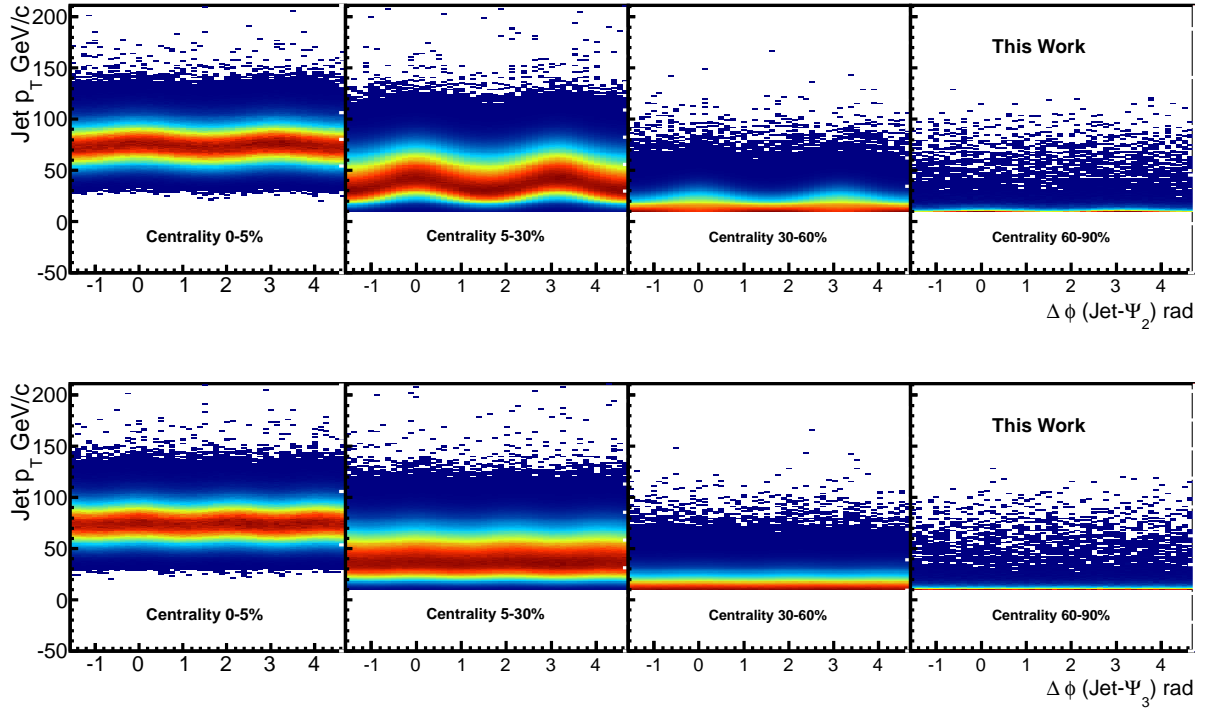 Jet p_T GeV/c
200
150
100
50
0
-50
This Work
Centrality 0-5%
Centrality 5-30%
Centrality 30-60%
Centrality 60-90%
-1 0 1 2 3 4
-1 0 1 2 3 4
-1 0 1 2 3 4
-1 0 1 2 3 4
Δ ϕ (Jet-Ψ_2) rad
Jet p_T GeV/c
200
150
100
50
0
-50
This Work
Centrality 0-5%
Centrality 5-30%
Centrality 30-60%
Centrality 60-90%
-1 0 1 2 3 4
-1 0 1 2 3 4
-1 0 1 2 3 4
-1 0 1 2 3 4
Δ ϕ (Jet-Ψ_3) rad